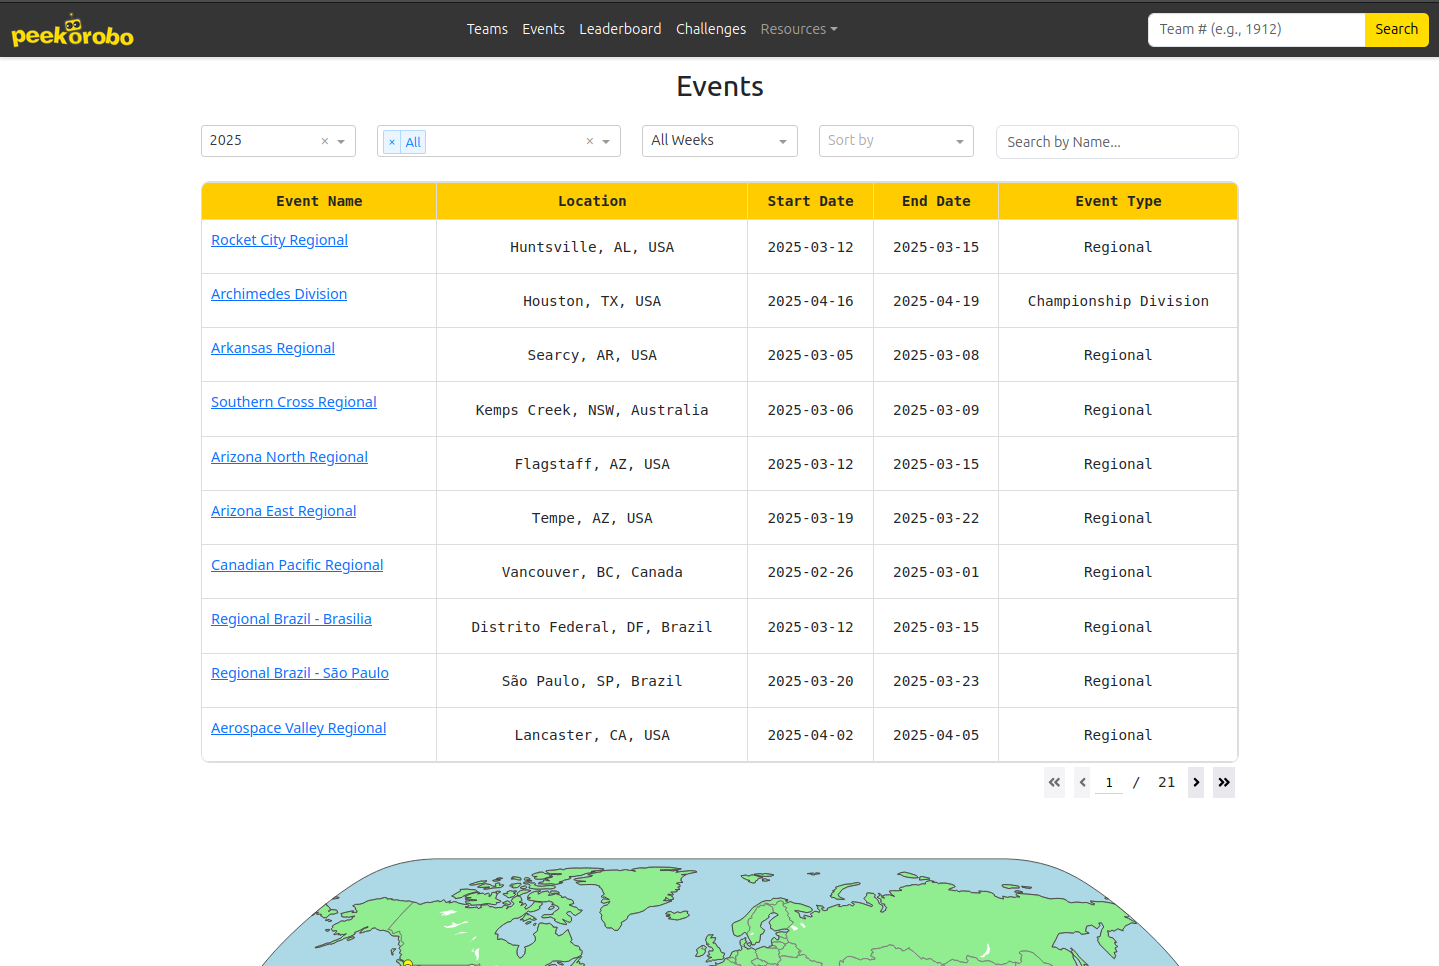 peekorobo Teams Events Leaderboard Challenges Resources Team # (e.g., 1912) Search
Events
2025 × × All × All Weeks Sort by Search by Name...
Event Name Location Start Date End Date Event Type
Rocket City Regional Huntsville, AL, USA 2025-03-12 2025-03-15 Regional
Archimedes Division Houston, TX, USA 2025-04-16 2025-04-19 Championship Division
Arkansas Regional Searcy, AR, USA 2025-03-05 2025-03-08 Regional
Southern Cross Regional Kemps Creek, NSW, Australia 2025-03-06 2025-03-09 Regional
Arizona North Regional Flagstaff, AZ, USA 2025-03-12 2025-03-15 Regional
Arizona East Regional Tempe, AZ, USA 2025-03-19 2025-03-22 Regional
Canadian Pacific Regional Vancouver, BC, Canada 2025-02-26 2025-03-01 Regional
Regional Brazil - Brasilia Distrito Federal, DF, Brazil 2025-03-12 2025-03-15 Regional
Regional Brazil - São Paulo São Paulo, SP, Brazil 2025-03-20 2025-03-23 Regional
Aerospace Valley Regional Lancaster, CA, USA 2025-04-02 2025-04-05 Regional
« ‹ 1 / 21 › »